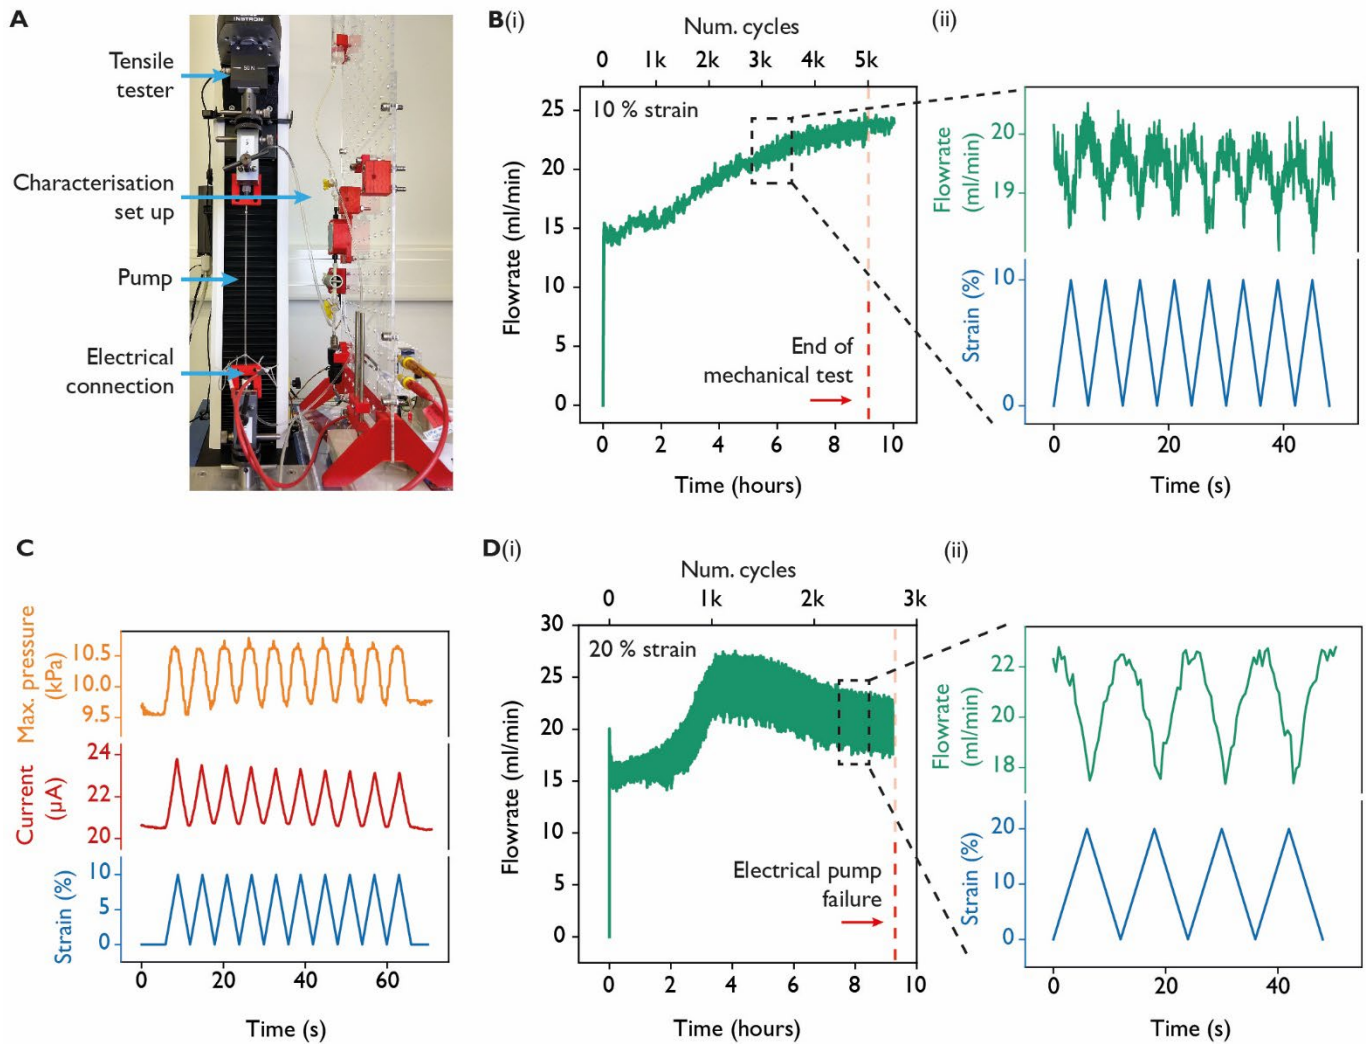 A
INSTRON
50 N
Tensile
tester
Characterisation
set up
Pump
Electrical
connection
B(i)
Num. cycles
0 1k 2k 3k 4k 5k
25
20
15
10
5
0
Flowrate (ml/min)
10 % strain
End of
mechanical test
0 2 4 6 8 10
Time (hours)
(ii)
20
19
Flowrate
(ml/min)
10
0
Strain (%)
0 20 40
Time (s)
C
Max. pressure
(kPa)
10.5
10.0
9.5
Current
(μA)
24
22
20
Strain (%)
10
5
0
0 20 40 60
Time (s)
D(i)
Num. cycles
0 1k 2k 3k
30
25
20
15
10
5
0
Flowrate (ml/min)
20 % strain
Electrical pump
failure
0 2 4 6 8 10
Time (hours)
(ii)
22
20
18
Flowrate
(ml/min)
20
10
0
Strain (%)
0 20 40
Time (s)